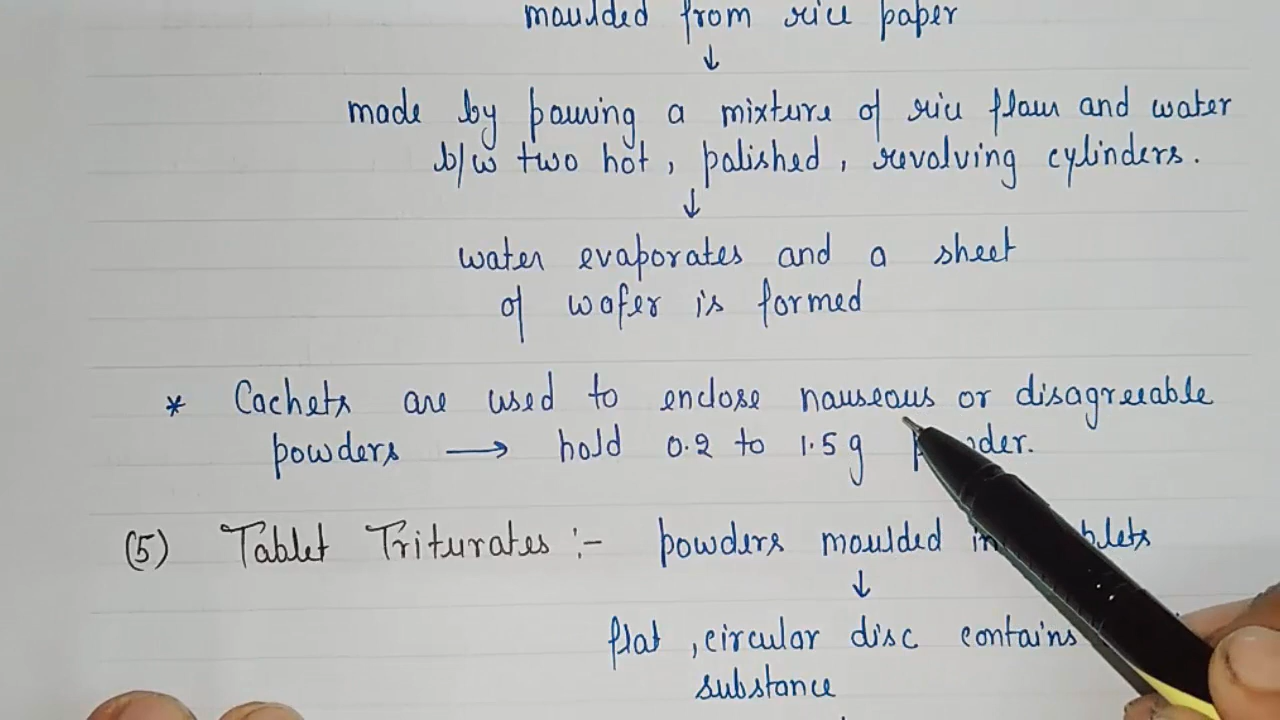 moulded from rice paper
↓
made by pouring a mixture of rice flour and water
b/w two hot, polished, revolving cylinders.
↓
water evaporates and a sheet
of wafer is formed
* Cachets are used to enclose nauseous or disagreeable
powders → hold 0.2 to 1.5 g
(5) Tablet Triturates :- powders moulded
↓
flat, circular disc contains
substance